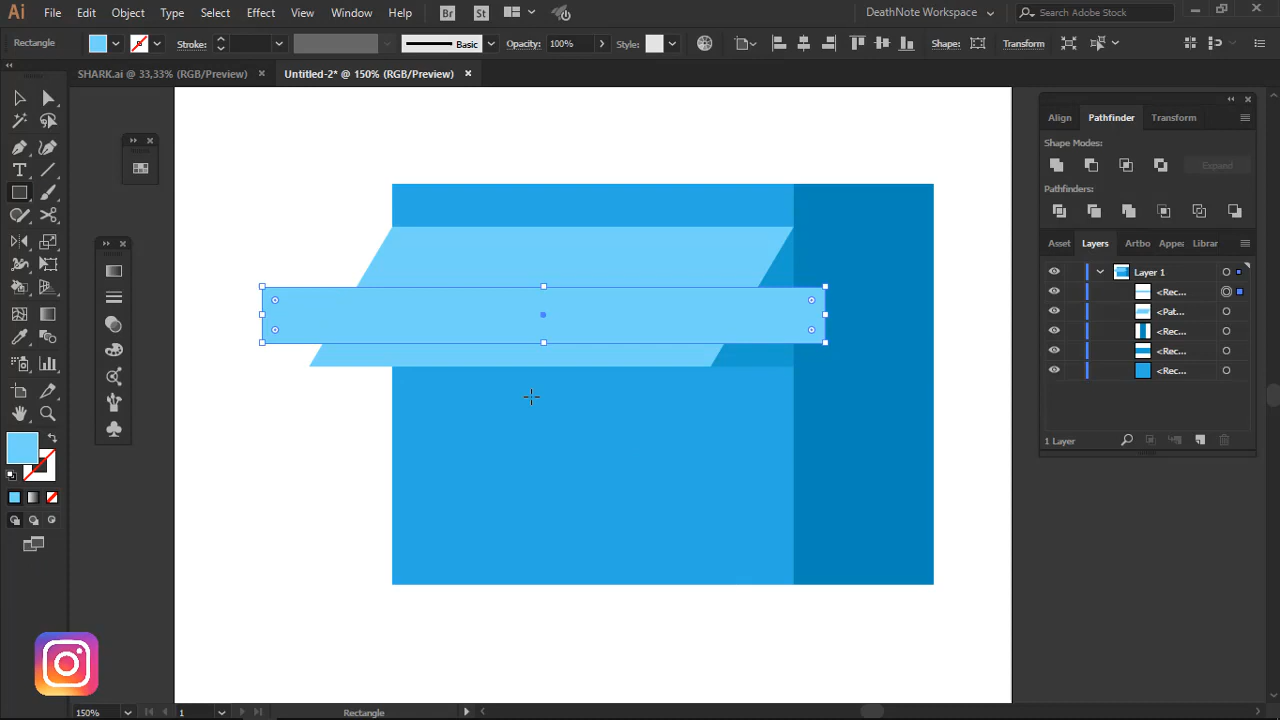 Ai File Edit Object Type Select Effect View Window Help Br St DeathNote Workspace Search Adobe Stock
Rectangle Stroke: Basic Opacity: 100% Style: Shape: Transform
SHARK.ai @ 33,33% (RGB/Preview) Untitled-2* @ 150% (RGB/Preview)
Align Pathfinder Transform
Shape Modes:
Expand
Pathfinders:
Asset Layers Artbo Appea Librar
Layer 1
<Rec...
<Pat...
<Rec...
<Rec...
<Rec...
1 Layer
150% 1 Rectangle